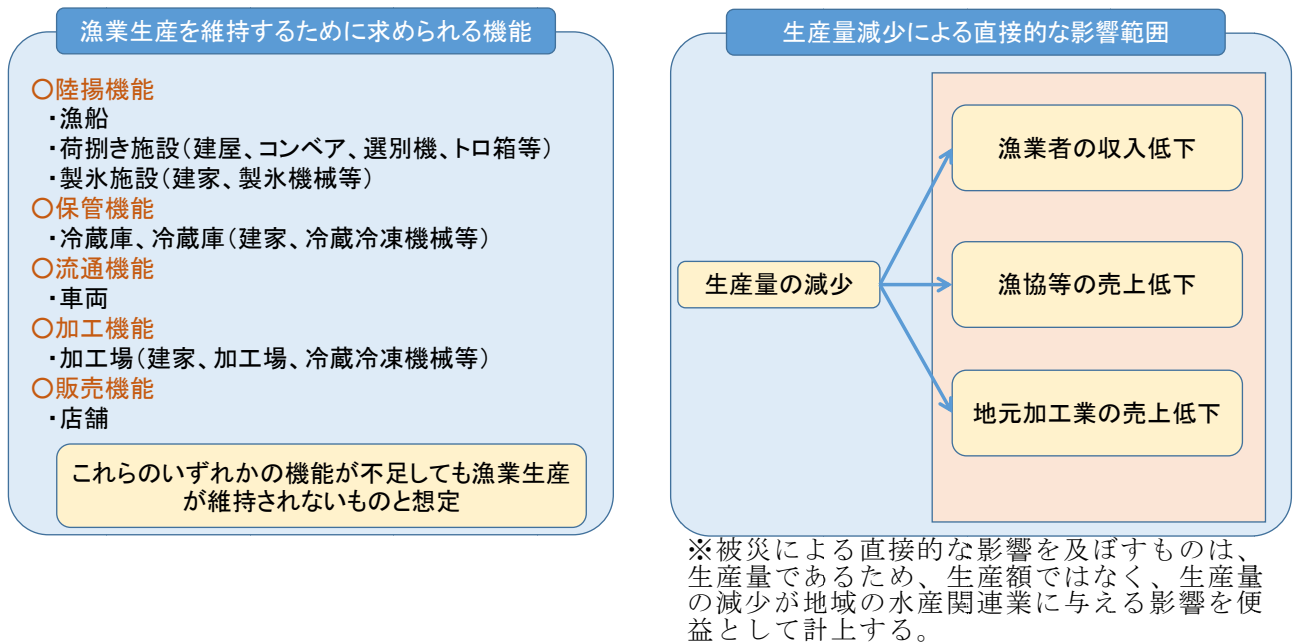 漁業生産を維持するために求められる機能
〇陸揚機能
・漁船
・荷捌き施設(建屋、コンベア、選別機、トロ箱等)
・製氷施設(建家、製氷機械等)
〇保管機能
・冷蔵庫、冷蔵庫(建家、冷蔵冷凍機械等)
〇流通機能
・車両
〇加工機能
・加工場(建家、加工場、冷蔵冷凍機械等)
〇販売機能
・店舗
これらのいずれかの機能が不足しても漁業生産
が維持されないものと想定
生産量減少による直接的な影響範囲
生産量の減少
漁業者の収入低下
漁協等の売上低下
地元加工業の売上低下
※被災による直接的な影響を及ぼすものは、
生産量であるため、生産額ではなく、生産量
の減少が地域の水産関連業に与える影響を便
益として計上する。